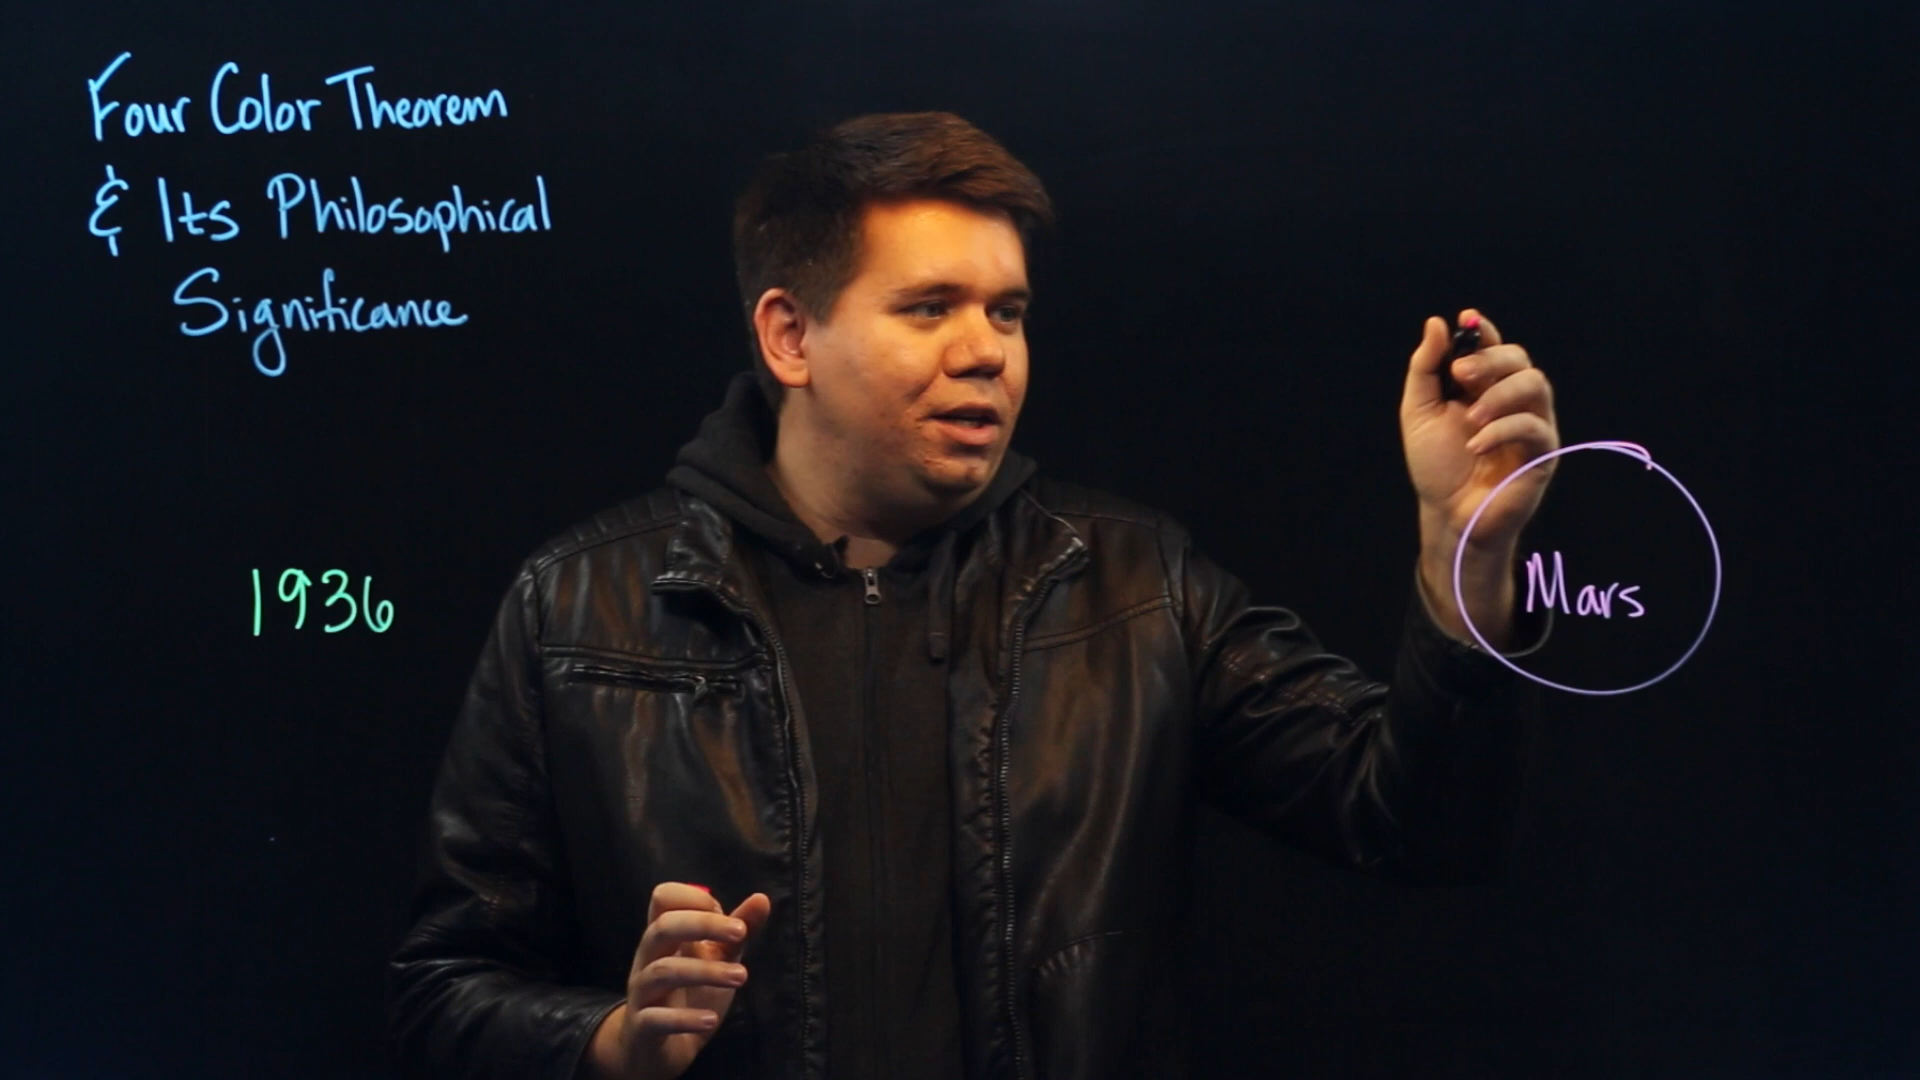 Four Color Theorem
& Its Philosophical
Significance
1936
Mars